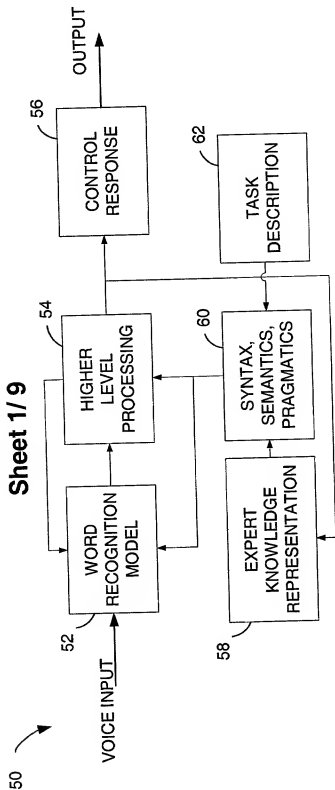 Sheet 1/ 9
50
VOICE INPUT
52
WORD
RECOGNITION
MODEL
54
HIGHER
LEVEL
PROCESSING
56
CONTROL
RESPONSE
OUTPUT
58
EXPERT
KNOWLEDGE
REPRESENTATION
60
SYNTAX,
SEMANTICS,
PRAGMATICS
62
TASK
DESCRIPTION